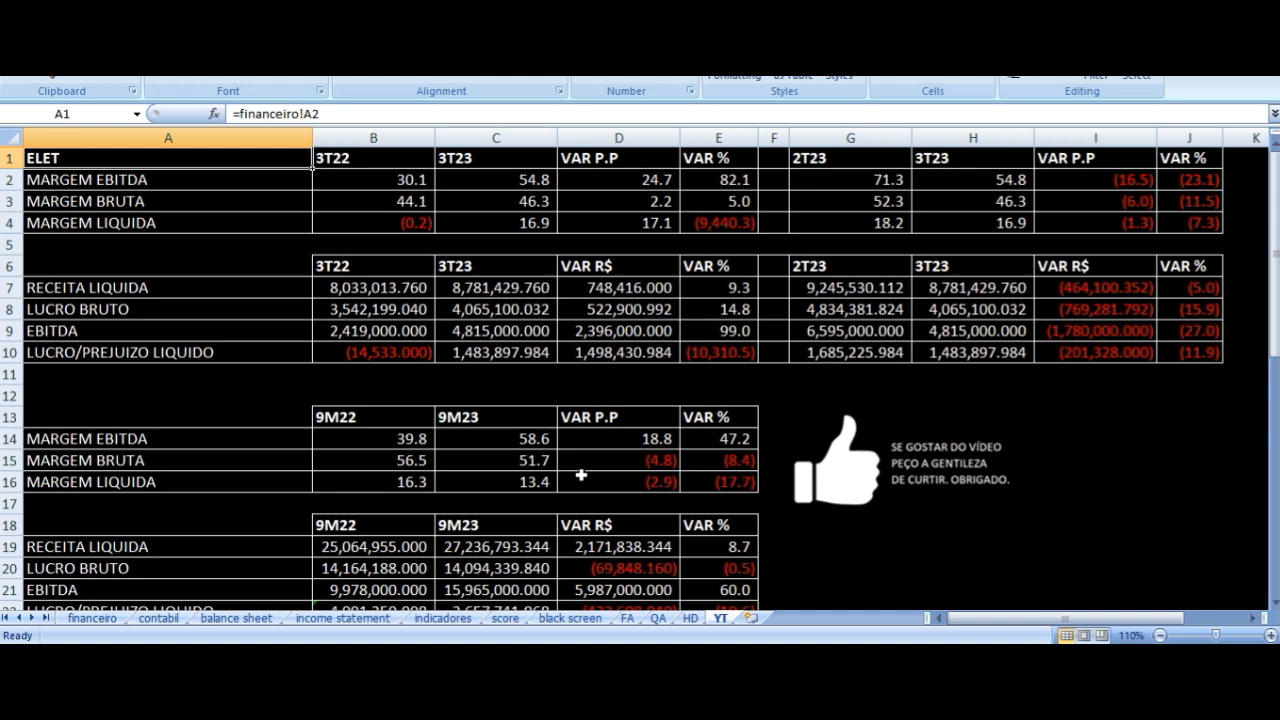 Clipboard Font Alignment Number Styles Cells Editing
A1 fx =financeiro!A2
A B C D E F G H I J K
1 ELET 3T22 3T23 VAR P.P VAR % 2T23 3T23 VAR P.P VAR %
2 MARGEM EBITDA 30.1 54.8 24.7 82.1 71.3 54.8 (16.5) (23.1)
3 MARGEM BRUTA 44.1 46.3 2.2 5.0 52.3 46.3 (6.0) (11.5)
4 MARGEM LIQUIDA (0.2) 16.9 17.1 (9,440.3) 18.2 16.9 (1.3) (7.3)
5
6 3T22 3T23 VAR R$ VAR % 2T23 3T23 VAR R$ VAR %
7 RECEITA LIQUIDA 8,033,013.760 8,781,429.760 748,416.000 9.3 9,245,530.112 8,781,429.760 (464,100.352) (5.0)
8 LUCRO BRUTO 3,542,199.040 4,065,100.032 522,900.992 14.8 4,834,381.824 4,065,100.032 (769,281.792) (15.9)
9 EBITDA 2,419,000.000 4,815,000.000 2,396,000.000 99.0 6,595,000.000 4,815,000.000 (1,780,000.000) (27.0)
10 LUCRO/PREJUIZO LIQUIDO (14,533.000) 1,483,897.984 1,498,430.984 (10,310.5) 1,685,225.984 1,483,897.984 (201,328.000) (11.9)
11
12
13 9M22 9M23 VAR P.P VAR %
14 MARGEM EBITDA 39.8 58.6 18.8 47.2
15 MARGEM BRUTA 56.5 51.7 (4.8) (8.4)
16 MARGEM LIQUIDA 16.3 13.4 (2.9) (17.7)
SE GOSTAR DO VÍDEO
PEÇO A GENTILEZA
DE CURTIR. OBRIGADO.
17
18 9M22 9M23 VAR R$ VAR %
19 RECEITA LIQUIDA 25,064,955.000 27,236,793.344 2,171,838.344 8.7
20 LUCRO BRUTO 14,164,188.000 14,094,339.840 (69,848.160) (0.5)
21 EBITDA 9,978,000.000 15,965,000.000 5,987,000.000 60.0
LUCRO/PREJUIZO LIQUIDO
financeiro contabil balance sheet income statement indicadores score black screen FA QA HD YT
Ready 110%